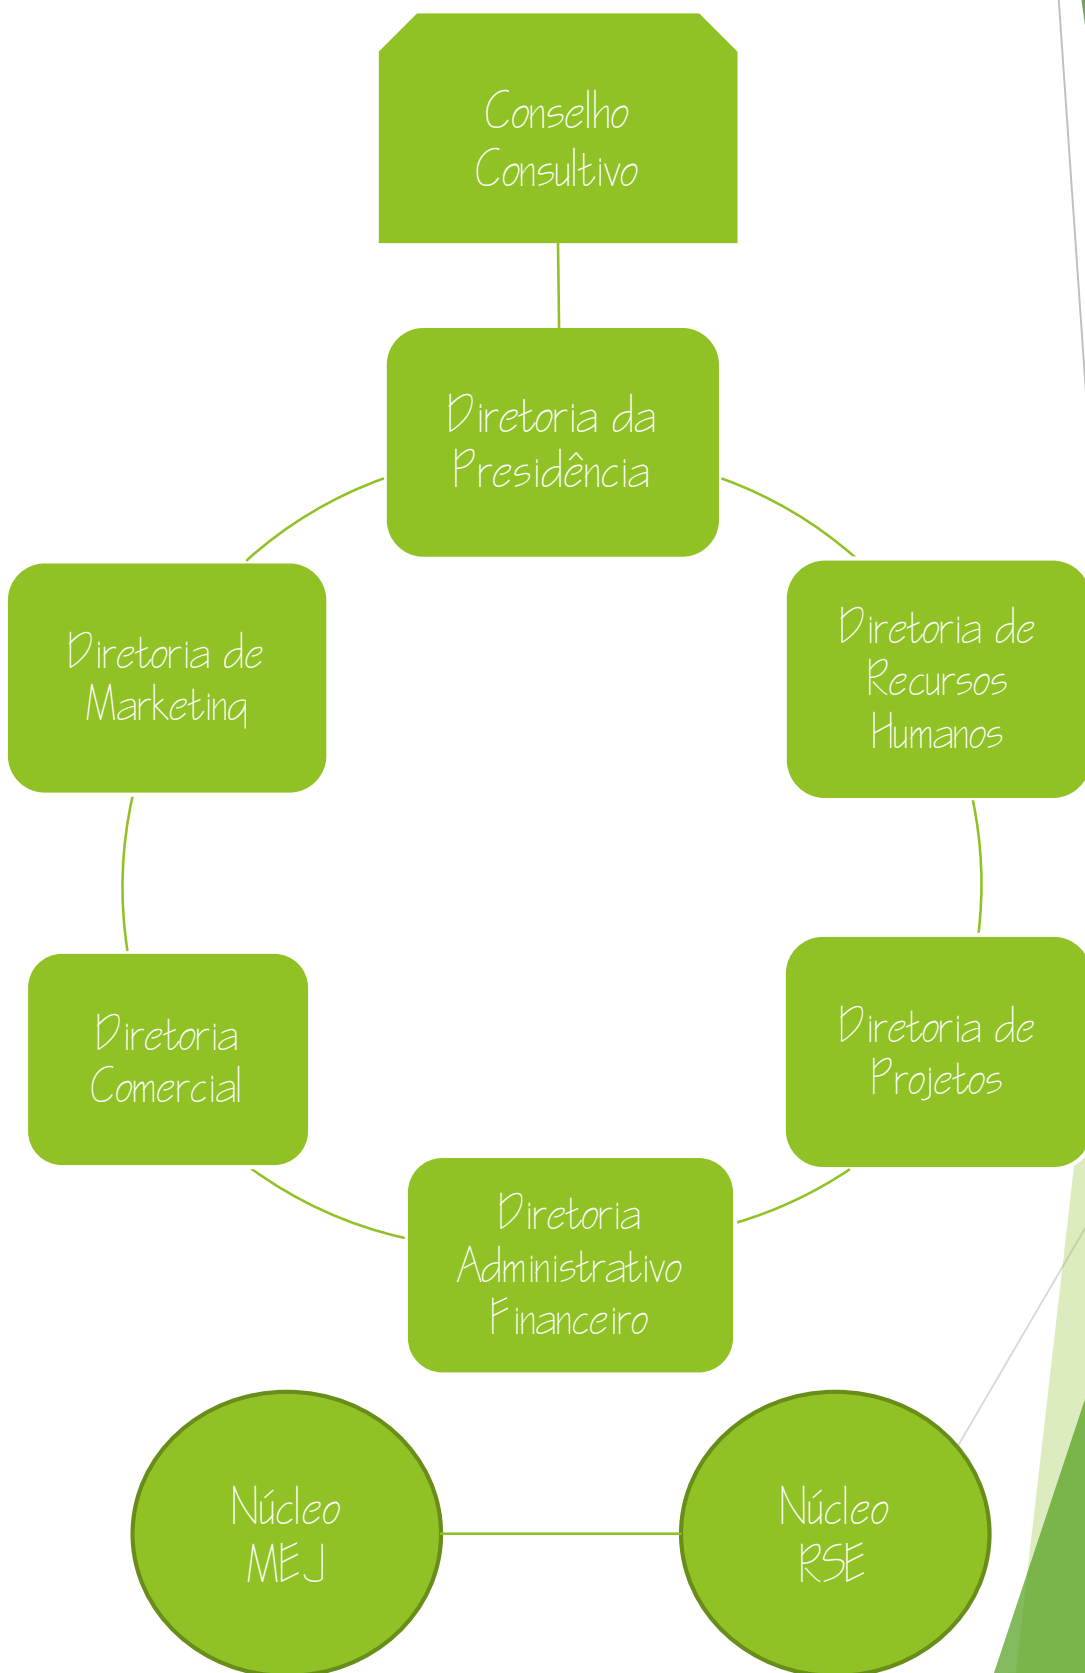 Conselho
Consultivo
Diretoria da
Presidência
Diretoria de
Marketing
Diretoria de
Recursos
Humanos
Diretoria
Comercial
Diretoria de
Projetos
Diretoria
Administrativo
Financeiro
Núcleo
MEJ
Núcleo
RSE